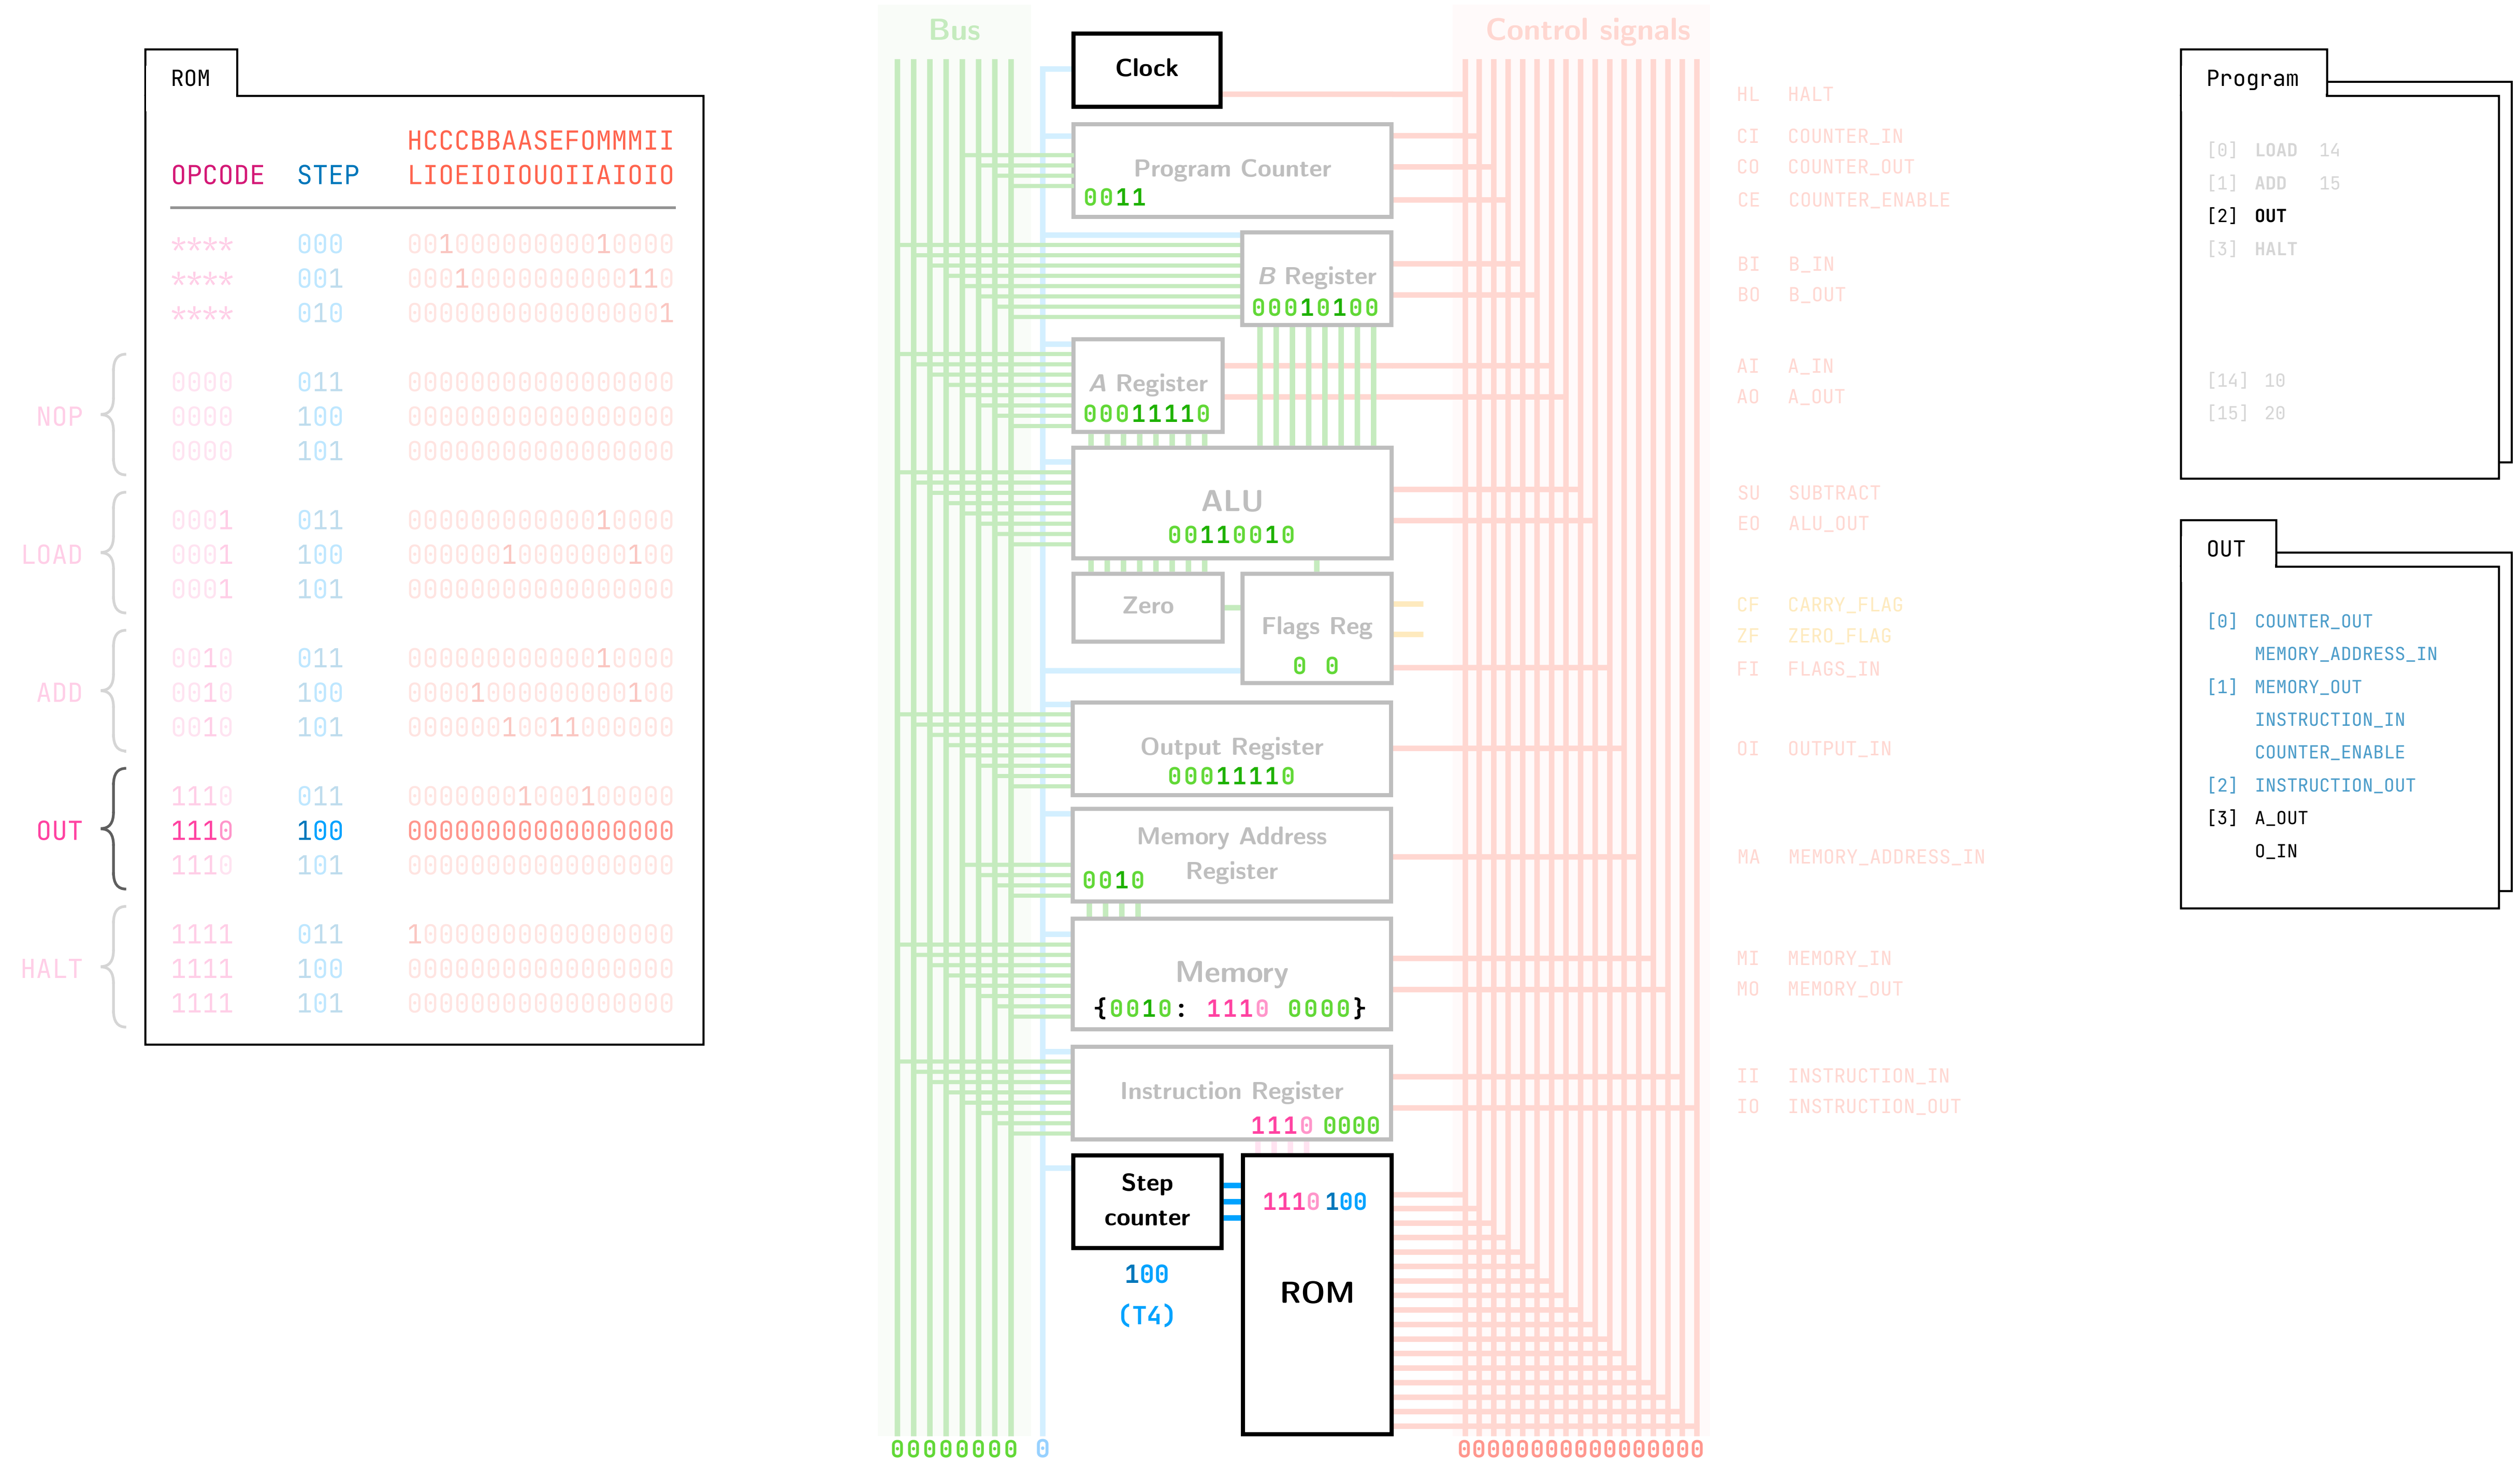 ROM
HCCCBBAASEFOMMMII
OPCODE STEP LIOEIOIOUOIIAIOIO
**** 000 00100000000010000
**** 001 00010000000000110
**** 010 00000000000000001
NOP
0000 011 00000000000000000
0000 100 00000000000000000
0000 101 00000000000000000
LOAD
0001 011 00000000000010000
0001 100 00000010000000100
0001 101 00000000000000000
ADD
0010 011 00000000000010000
0010 100 00001000000000100
0010 101 00000010011000000
OUT
1110 011 00000001000100000
1110 100 00000000000000000
1110 101 00000000000000000
HALT
1111 011 10000000000000000
1111 100 00000000000000000
1111 101 00000000000000000
Bus
Control signals
Clock
Program Counter
0011
B Register
00010100
A Register
00011110
ALU
00110010
Zero
Flags Reg
0 0
Output Register
00011110
Memory Address
Register
0010
Memory
{0010: 1110 0000}
Instruction Register
1110 0000
Step
counter
100
(T4)
1110 100
ROM
00000000 0
00000000000000000
HL HALT
CI COUNTER_IN
CO COUNTER_OUT
CE COUNTER_ENABLE
BI B_IN
BO B_OUT
AI A_IN
AO A_OUT
SU SUBTRACT
EO ALU_OUT
CF CARRY_FLAG
ZF ZERO_FLAG
FI FLAGS_IN
OI OUTPUT_IN
MA MEMORY_ADDRESS_IN
MI MEMORY_IN
MO MEMORY_OUT
II INSTRUCTION_IN
IO INSTRUCTION_OUT
Program
[0] LOAD 14
[1] ADD 15
[2] OUT
[3] HALT
[14] 10
[15] 20
OUT
[0] COUNTER_OUT
MEMORY_ADDRESS_IN
[1] MEMORY_OUT
INSTRUCTION_IN
COUNTER_ENABLE
[2] INSTRUCTION_OUT
[3] A_OUT
O_IN